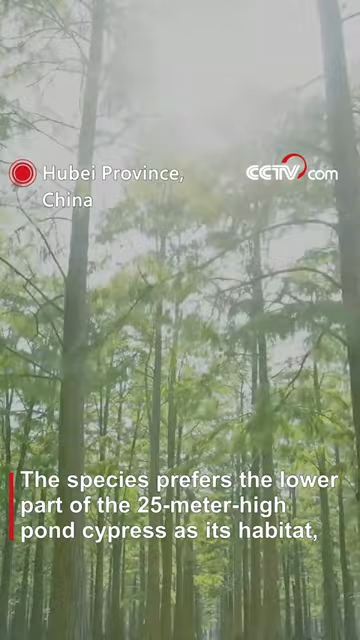 Hubei Province,
China
CCTV.com
The species prefers the lower
part of the 25-meter-high
pond cypress as its habitat,